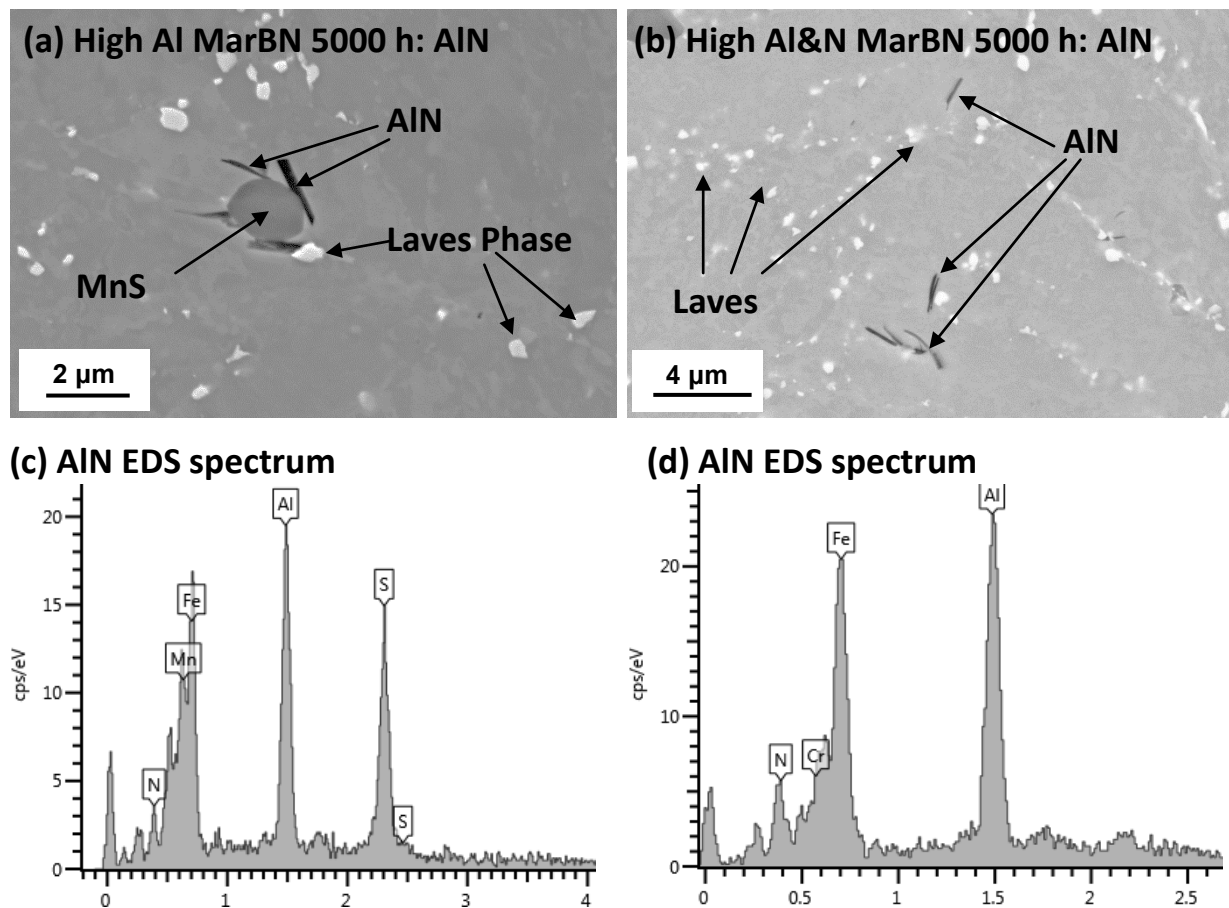 (a) High Al MarBN 5000 h: AlN
AlN
Laves Phase
MnS
2 µm
(b) High Al&N MarBN 5000 h: AlN
AlN
Laves
4 µm
(c) AlN EDS spectrum
20
15
10
5
0
cps/eV
N
Mn
Fe
Al
S
S
0
1
2
3
4
(d) AlN EDS spectrum
20
10
0
cps/eV
N
Cr
Fe
Al
0
0.5
1
1.5
2
2.5